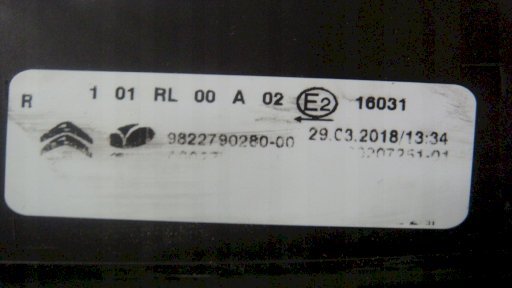 R 1 01 RL 00 A 02 E2 16031
9822790280-00 29.03.2018/13:34